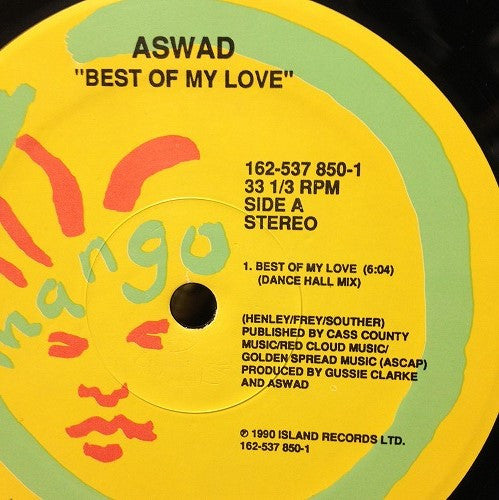 ASWAD
"BEST OF MY LOVE"
162-537 850-1
33 1/3 RPM
SIDE A
STEREO
1. BEST OF MY LOVE (6:04)
(DANCE HALL MIX)
mango
(HENLEY/FREY/SOUTHER)
PUBLISHED BY CASS COUNTY
MUSIC/RED CLOUD MUSIC/
GOLDEN SPREAD MUSIC (ASCAP)
PRODUCED BY GUSSIE CLARKE
AND ASWAD
℗ 1990 ISLAND RECORDS LTD.
162-537 850-1